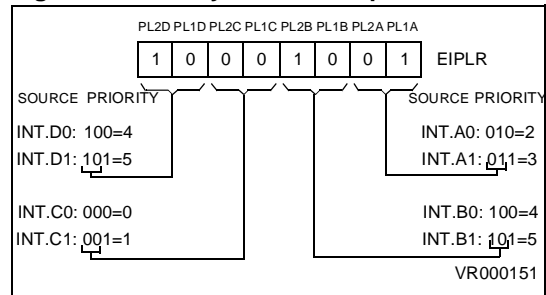 PL2D PL1D PL2C PL1C PL2B PL1B PL2A PL1A
1 0 0 0 1 0 0 1 EIPLR
SOURCE PRIORITY SOURCE PRIORITY
INT.D0: 100=4 INT.A0: 010=2
INT.D1: 101=5 INT.A1: 011=3
INT.C0: 000=0 INT.B0: 100=4
INT.C1: 001=1 INT.B1: 101=5
VR000151